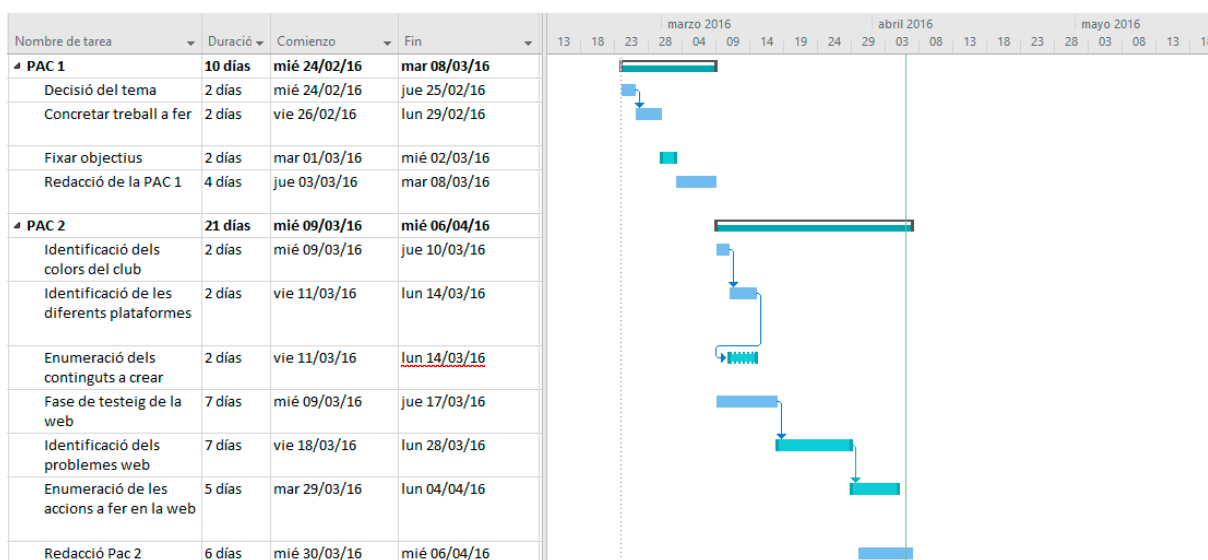 marzo 2016 abril 2016 mayo 2016
Nombre de tarea Duració Comienzo Fin 13 18 23 28 04 09 14 19 24 29 03 08 13 18 23 28 03 08 13
PAC 1 10 días mié 24/02/16 mar 08/03/16
Decisió del tema 2 días mié 24/02/16 jue 25/02/16
Concretar treball a fer 2 días vie 26/02/16 lun 29/02/16
Fixar objectius 2 días mar 01/03/16 mié 02/03/16
Redacció de la PAC 1 4 días jue 03/03/16 mar 08/03/16
PAC 2 21 días mié 09/03/16 mié 06/04/16
Identificació dels 2 días mié 09/03/16 jue 10/03/16
colors del club
Identificació de les 2 días vie 11/03/16 lun 14/03/16
diferents plataformes
Enumeració dels 2 días vie 11/03/16 lun 14/03/16
continguts a crear
Fase de testeig de la 7 días mié 09/03/16 jue 17/03/16
web
Identificació dels 7 días vie 18/03/16 lun 28/03/16
problemes web
Enumeració de les 5 días mar 29/03/16 lun 04/04/16
accions a fer en la web
Redacció Pac 2 6 días mié 30/03/16 mié 06/04/16